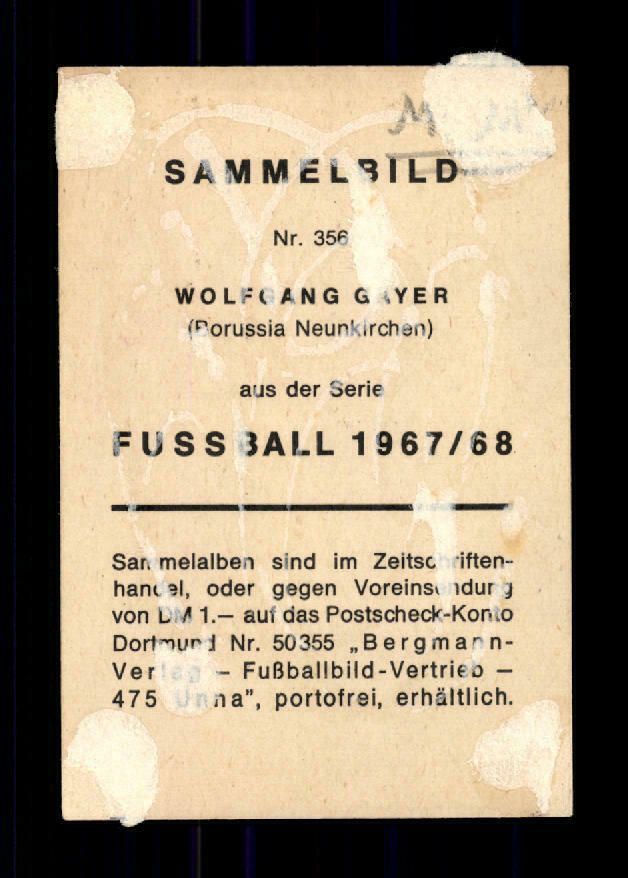 SAMMELBILD
Nr. 356
WOLFGANG GAYER
(Borussia Neunkirchen)
aus der Serie
FUSSBALL 1967/68
Sammelalben sind im Zeitschriften-
handel, oder gegen Voreinsendung
von DM 1.— auf das Postscheck-Konto
Dortmund Nr. 50355 „Bergmann-
Verlag — Fußballbild-Vertrieb —
475 Unna”, portofrei, erhältlich.